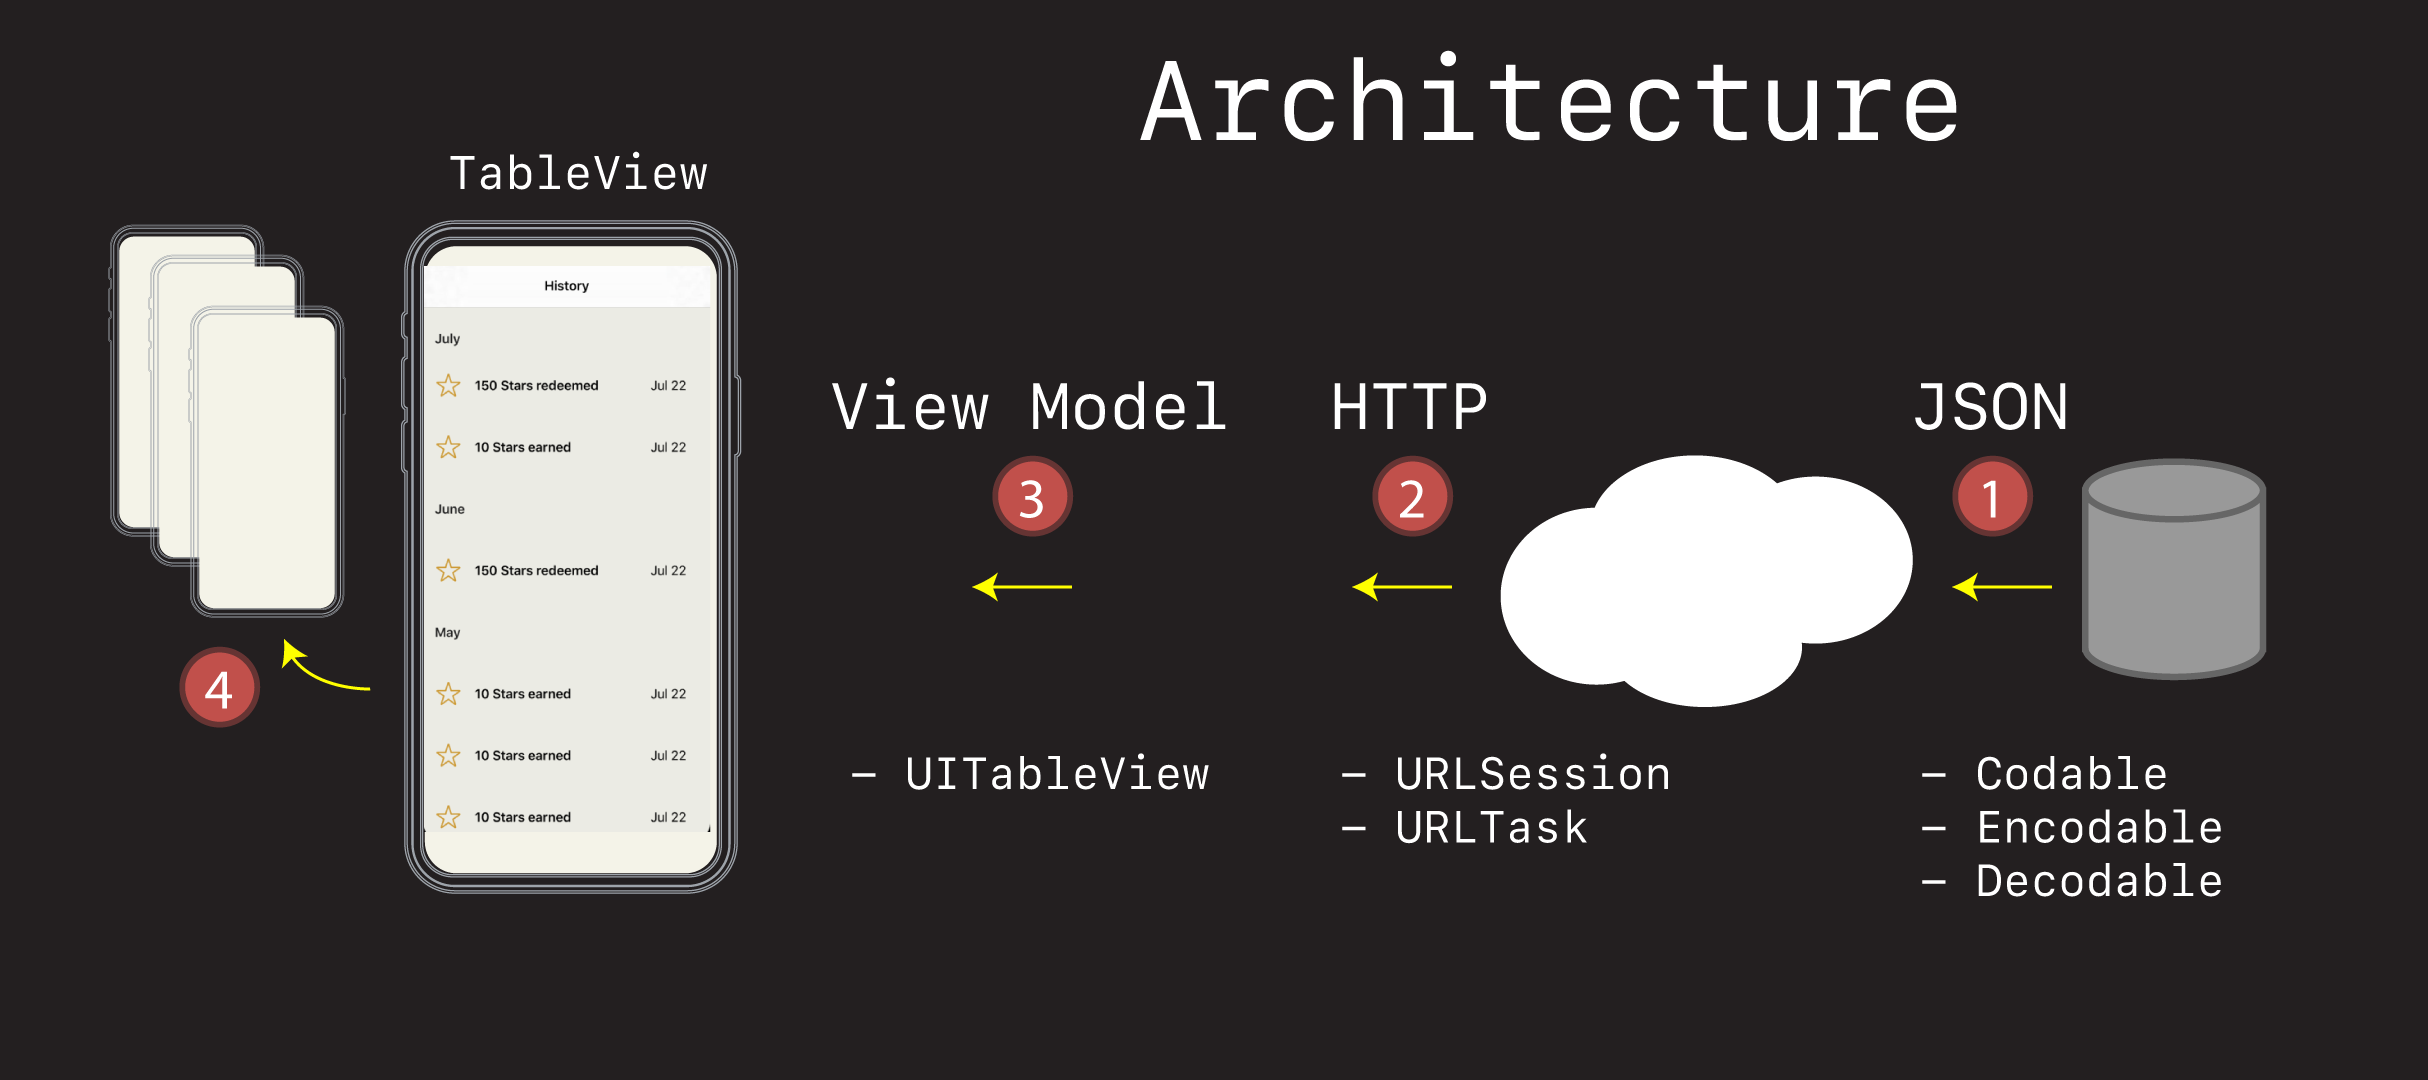 Architecture
TableView
History
July
150 Stars redeemed Jul 22
10 Stars earned Jul 22
June
150 Stars redeemed Jul 22
May
10 Stars earned Jul 22
10 Stars earned Jul 22
10 Stars earned Jul 22
4
View Model
3
– UITableView
HTTP
2
– URLSession
– URLTask
JSON
1
– Codable
– Encodable
– Decodable